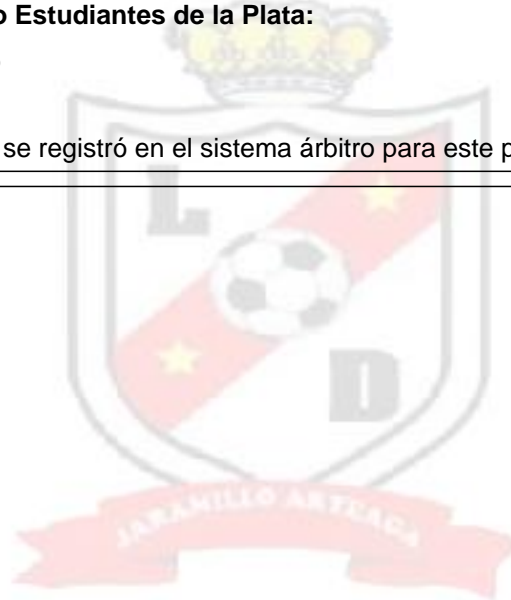 o Estudiantes de la Plata:
se registró en el sistema árbitro para este p
L
D
JARAMILLO ARTEAGA